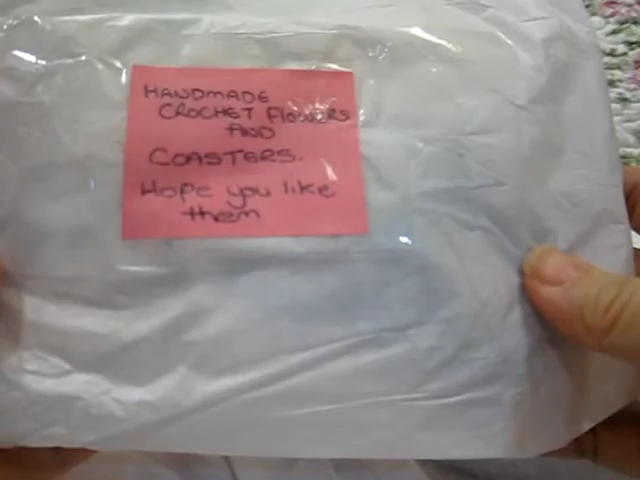 HANDMADE
CROCHET FLOWERS
AND
COASTERS.
Hope you like
them